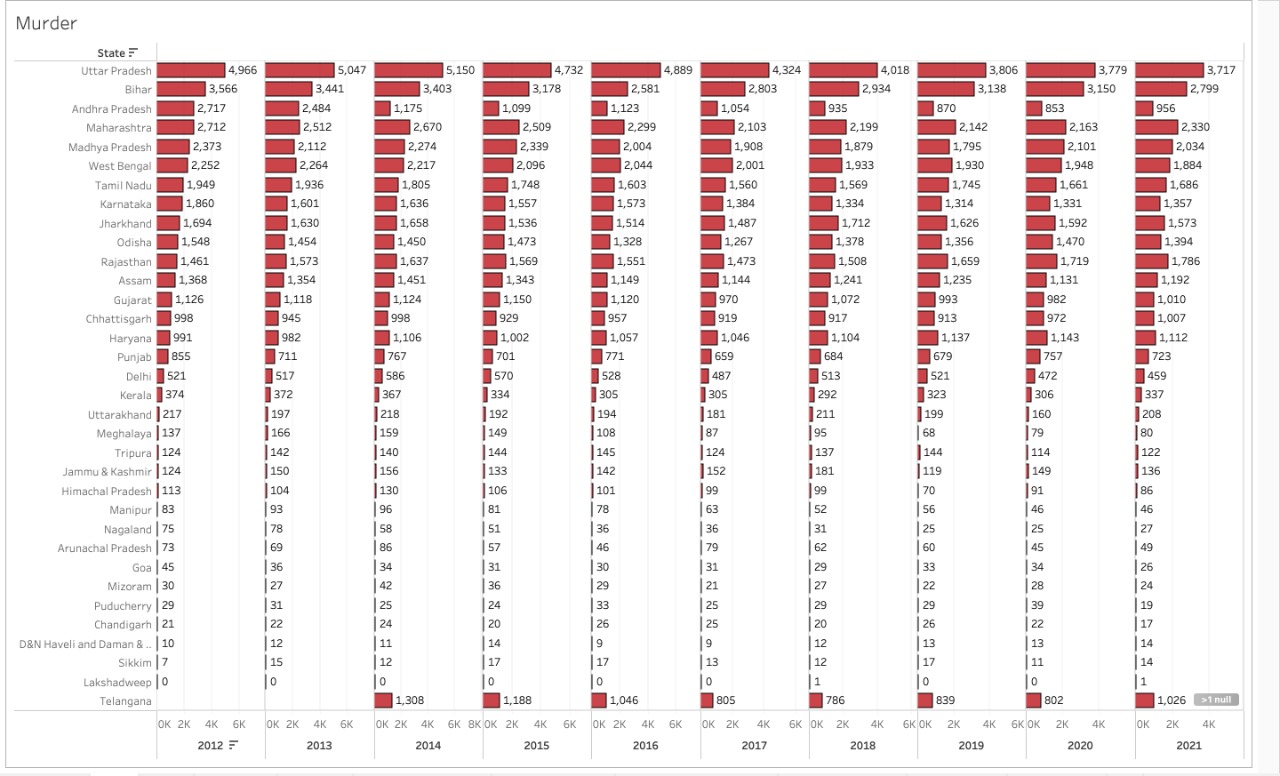 Murder
State
Uttar Pradesh 4,966 5,047 5,150 4,732 4,889 4,324 4,018 3,806 3,779 3,717
Bihar 3,566 3,441 3,403 3,178 2,581 2,803 2,934 3,138 3,150 2,799
Andhra Pradesh 2,717 2,484 1,175 1,099 1,123 1,054 935 870 853 956
Maharashtra 2,712 2,512 2,670 2,509 2,299 2,103 2,199 2,142 2,163 2,330
Madhya Pradesh 2,373 2,112 2,274 2,339 2,004 1,908 1,879 1,795 2,101 2,034
West Bengal 2,252 2,264 2,217 2,096 2,044 2,001 1,933 1,930 1,948 1,884
Tamil Nadu 1,949 1,936 1,805 1,748 1,603 1,560 1,569 1,745 1,661 1,686
Karnataka 1,860 1,601 1,636 1,557 1,573 1,384 1,334 1,314 1,331 1,357
Jharkhand 1,694 1,630 1,658 1,536 1,514 1,487 1,712 1,626 1,592 1,573
Odisha 1,548 1,454 1,450 1,473 1,328 1,267 1,378 1,356 1,470 1,394
Rajasthan 1,461 1,573 1,637 1,569 1,551 1,473 1,508 1,659 1,719 1,786
Assam 1,368 1,354 1,451 1,343 1,149 1,144 1,241 1,235 1,131 1,192
Gujarat 1,126 1,118 1,124 1,150 1,120 970 1,072 993 982 1,010
Chhattisgarh 998 945 998 929 957 919 917 913 972 1,007
Haryana 991 982 1,106 1,002 1,057 1,046 1,104 1,137 1,143 1,112
Punjab 855 711 767 701 771 659 684 679 757 723
Delhi 521 517 586 570 528 487 513 521 472 459
Kerala 374 372 367 334 305 305 292 323 306 337
Uttarakhand 217 197 218 192 194 181 211 199 160 208
Meghalaya 137 166 159 149 108 87 95 68 79 80
Tripura 124 142 140 144 145 124 137 144 114 122
Jammu & Kashmir 124 150 156 133 142 152 181 119 149 136
Himachal Pradesh 113 104 130 106 101 99 99 70 91 86
Manipur 83 93 96 81 78 63 52 56 46 46
Nagaland 75 78 58 51 36 36 31 25 25 27
Arunachal Pradesh 73 69 86 57 46 79 62 60 45 49
Goa 45 36 34 31 30 31 29 33 34 26
Mizoram 30 27 42 36 29 21 27 22 28 24
Puducherry 29 31 25 24 33 25 29 29 39 19
Chandigarh 21 22 24 20 26 25 20 26 22 17
D&N Haveli and Daman & .. 10 12 11 14 9 9 12 13 13 14
Sikkim 7 15 12 17 17 13 12 17 11 14
Lakshadweep 0 0 0 0 0 0 1 0 0 1
Telangana 1,308 1,188 1,046 805 786 839 802 1,026 >1 null
0K 2K 4K 6K 0K 2K 4K 6K 0K 2K 4K 6K 8K 0K 2K 4K 6K 0K 2K 4K 6K 0K 2K 4K 6K 0K 2K 4K 6K 0K 2K 4K 6K 0K 2K 4K 0K 2K 4K
2012 2013 2014 2015 2016 2017 2018 2019 2020 2021